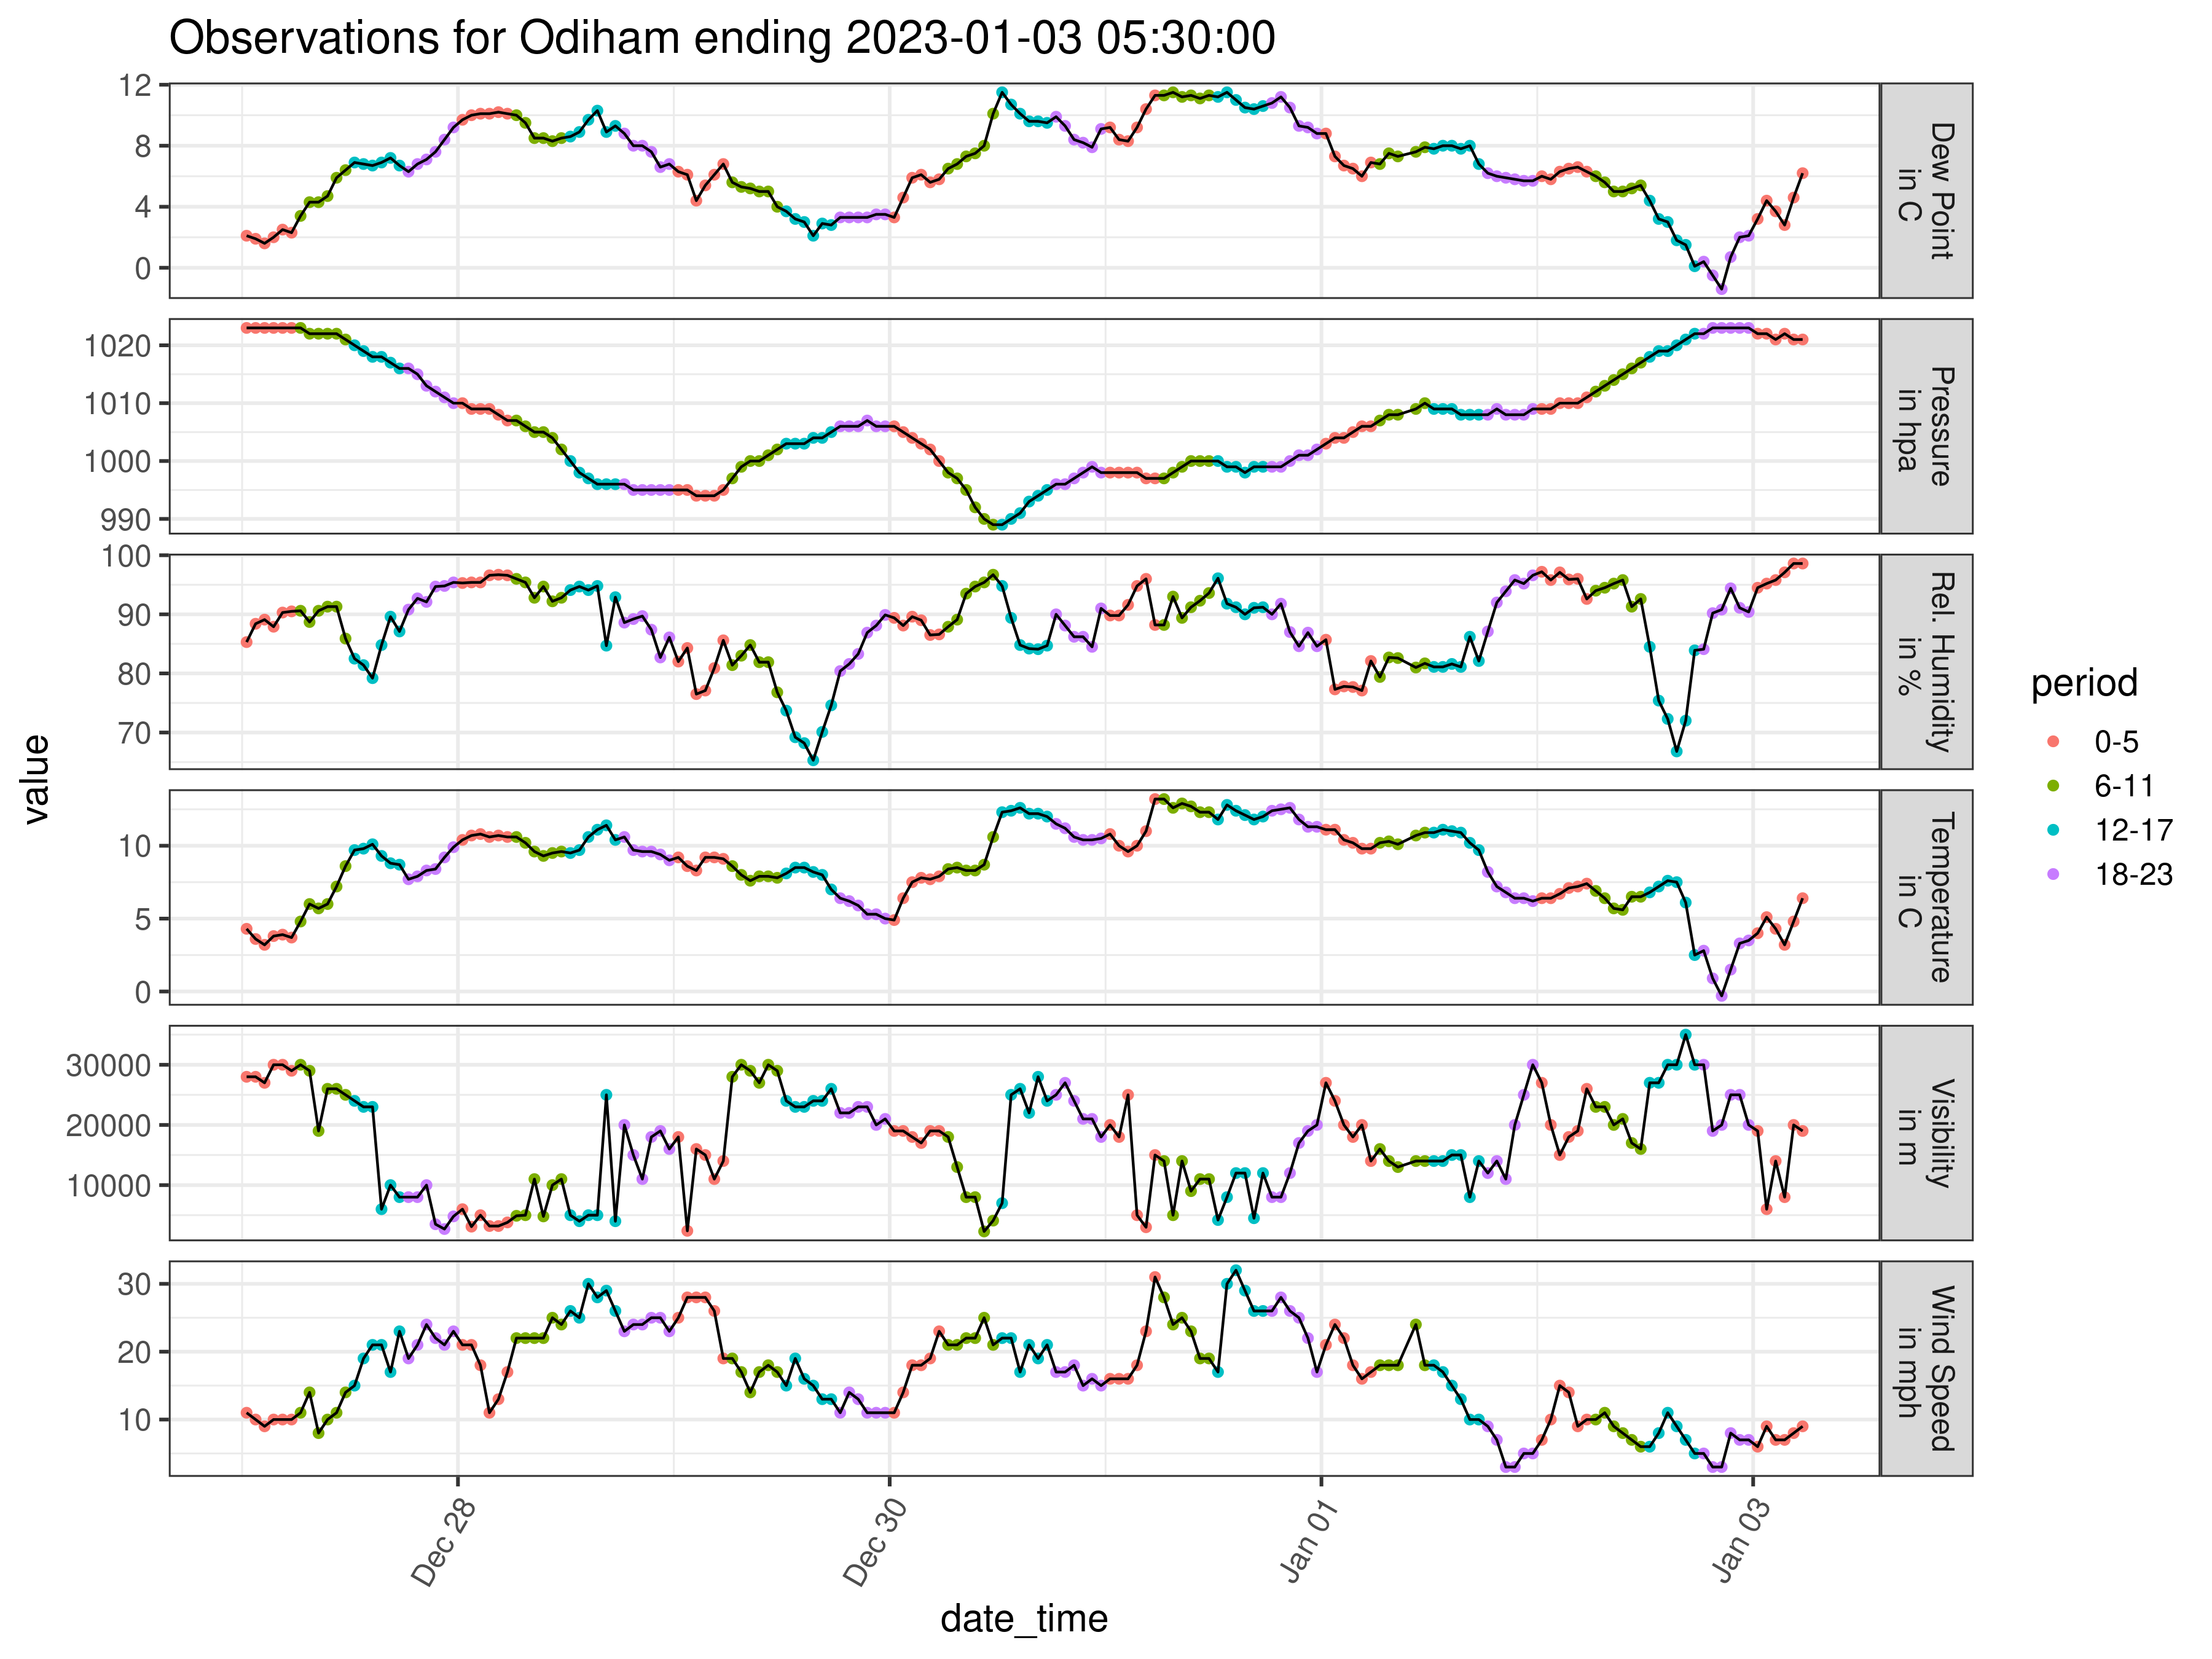 Observations for Odiham ending 2023-01-03 05:30:00
12
8
4
0
Dew Point
in C
1020
1010
1000
990
Pressure
in hpa
100
90
80
70
Rel. Humidity
in %
10
5
0
Temperature
in C
30000
20000
10000
Visibility
in m
30
20
10
Wind Speed
in mph
value
Dec 28
Dec 30
Jan 01
Jan 03
date_time
period
0-5
6-11
12-17
18-23